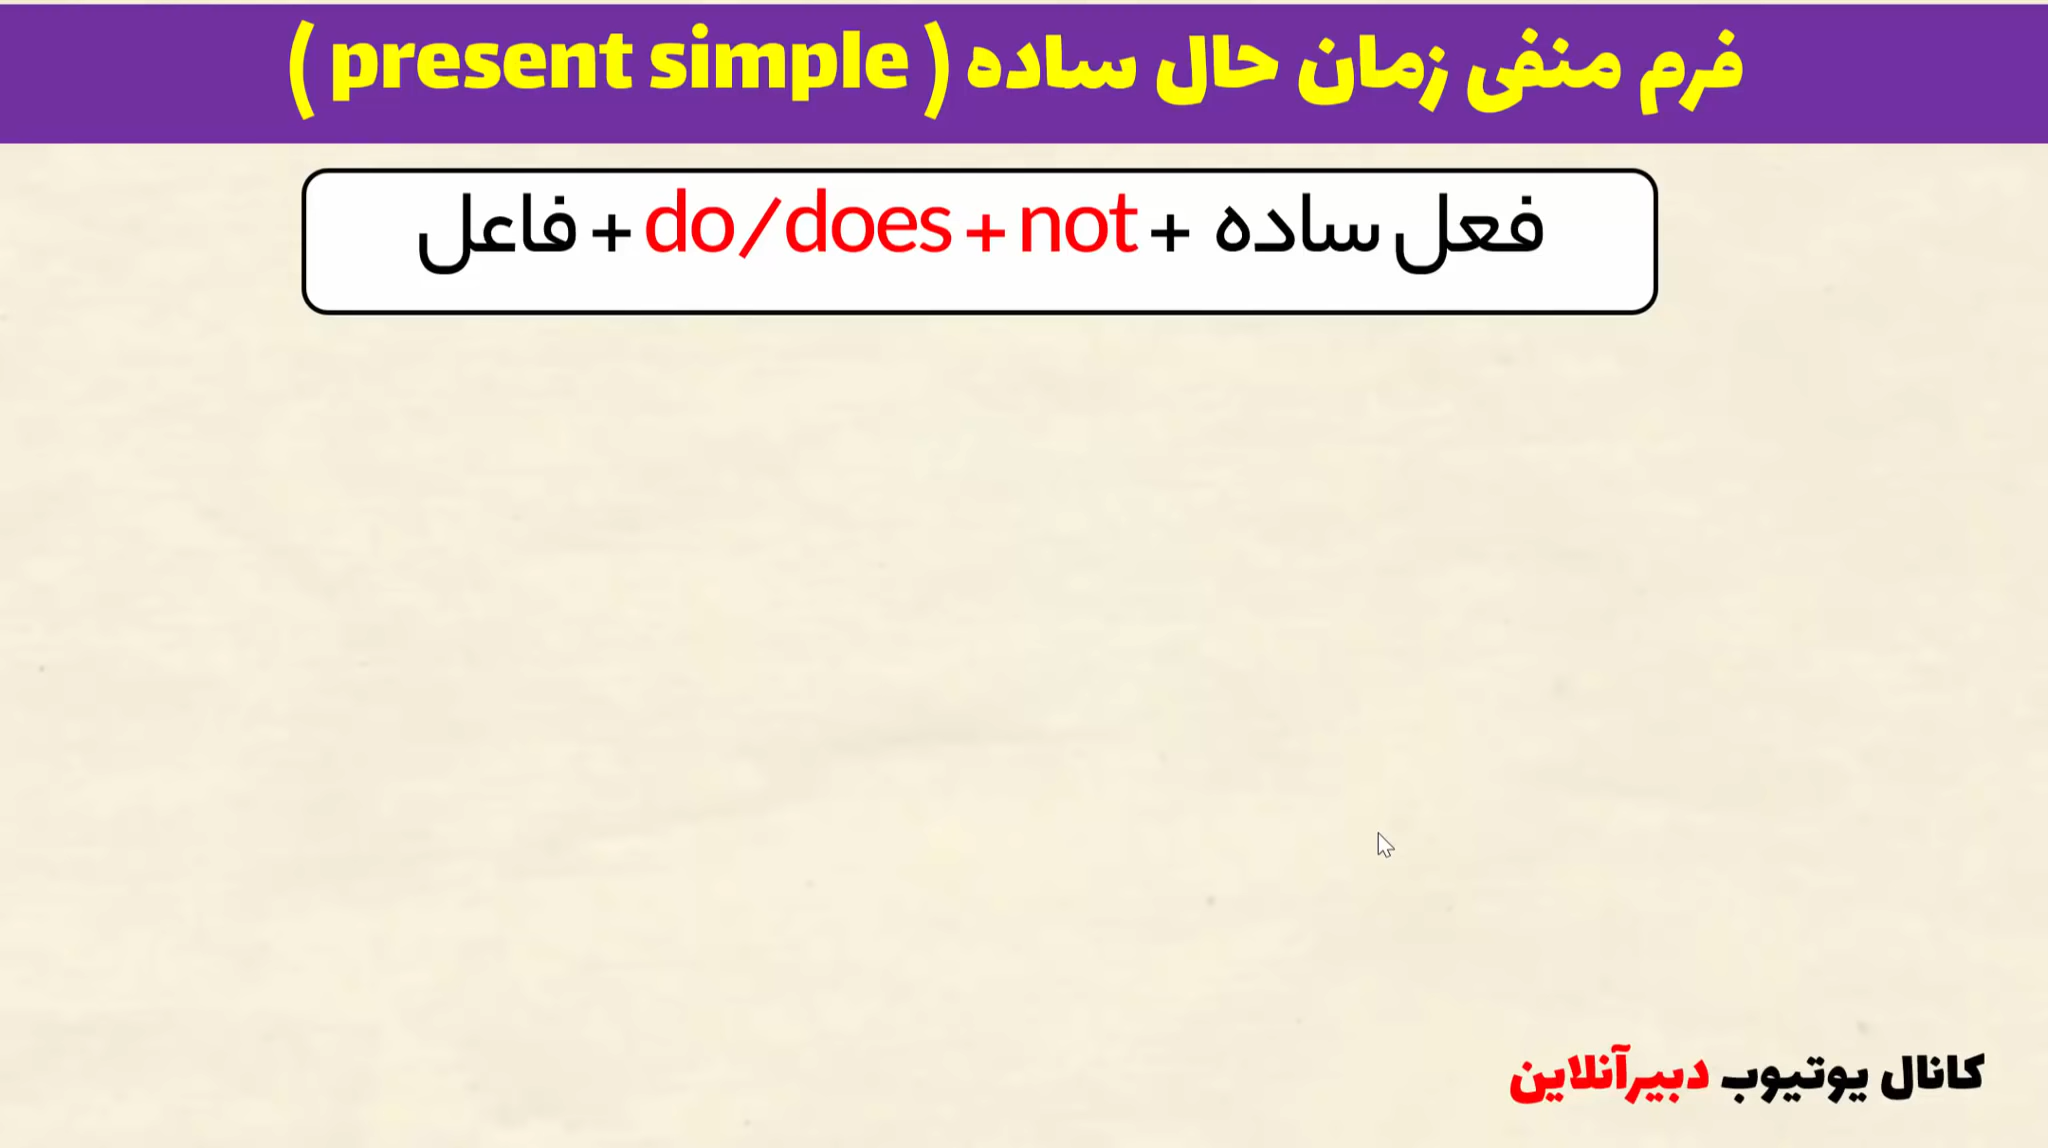 فرم منفی زمان حال ساده ( present simple )
فاعل + do/does + not + فعل ساده
کانال یوتیوب دبیرآنلاین